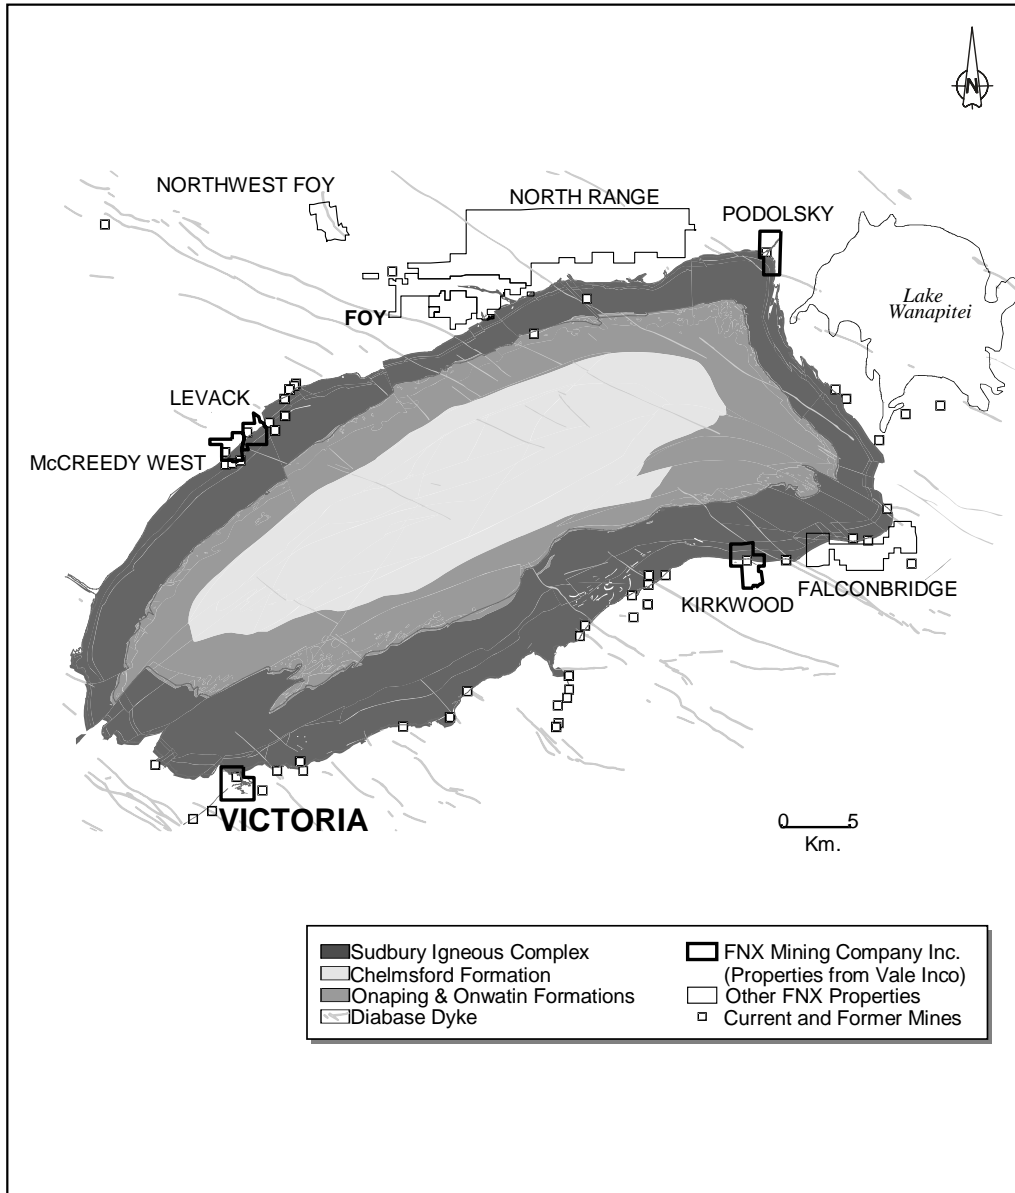 N
NORTHWEST FOY
NORTH RANGE
PODOLSKY
Lake
Wanapitei
FOY
LEVACK
McCREEDY WEST
FALCONBRIDGE
KIRKWOOD
VICTORIA
0 5
Km.
Sudbury Igneous Complex
Chelmsford Formation
Onaping & Onwatin Formations
Diabase Dyke
FNX Mining Company Inc.
(Properties from Vale Inco)
Other FNX Properties
Current and Former Mines